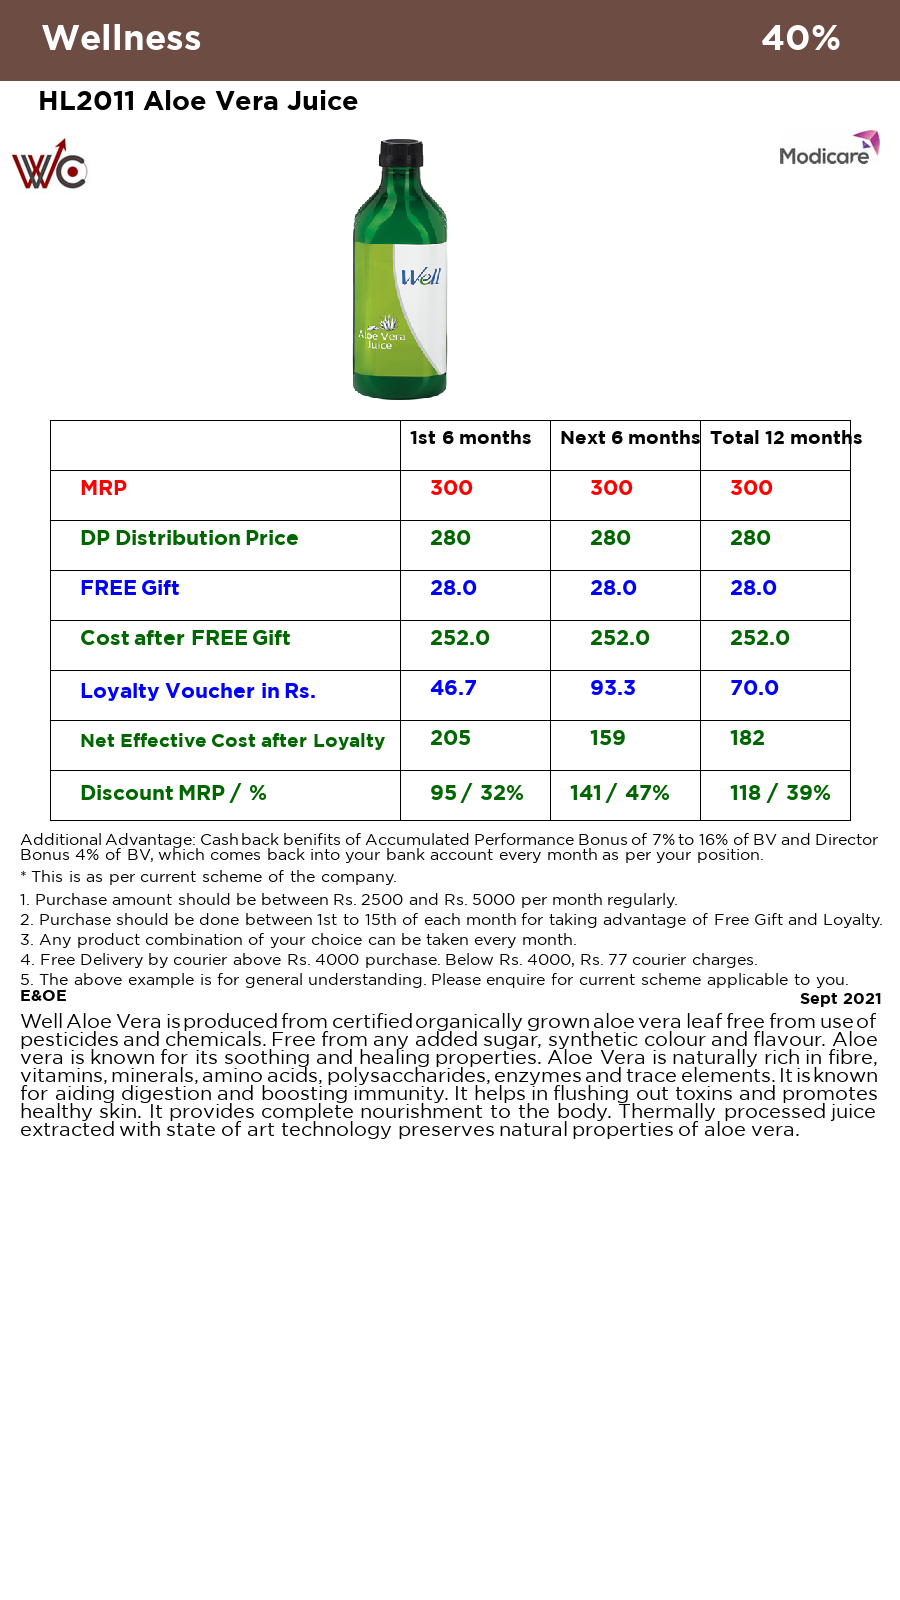 Wellness 40%
HL2011 Aloe Vera Juice
WC
Modicare
Well
Aloe Vera
Juice
1st 6 months Next 6 months Total 12 months
MRP 300 300 300
DP Distribution Price 280 280 280
FREE Gift 28.0 28.0 28.0
Cost after FREE Gift 252.0 252.0 252.0
Loyalty Voucher in Rs. 46.7 93.3 70.0
Net Effective Cost after Loyalty 205 159 182
Discount MRP / % 95 / 32% 141 / 47% 118 / 39%
Additional Advantage: Cashback benifits of Accumulated Performance Bonus of 7% to 16% of BV and Director
Bonus 4% of BV, which comes back into your bank account every month as per your position.
* This is as per current scheme of the company.
1. Purchase amount should be between Rs. 2500 and Rs. 5000 per month regularly.
2. Purchase should be done between 1st to 15th of each month for taking advantage of Free Gift and Loyalty.
3. Any product combination of your choice can be taken every month.
4. Free Delivery by courier above Rs. 4000 purchase. Below Rs. 4000, Rs. 77 courier charges.
5. The above example is for general understanding. Please enquire for current scheme applicable to you.
E&OE Sept 2021
Well Aloe Vera is produced from certified organically grown aloe vera leaf free from use of
pesticides and chemicals. Free from any added sugar, synthetic colour and flavour. Aloe
vera is known for its soothing and healing properties. Aloe Vera is naturally rich in fibre,
vitamins, minerals, amino acids, polysaccharides, enzymes and trace elements. It is known
for aiding digestion and boosting immunity. It helps in flushing out toxins and promotes
healthy skin. It provides complete nourishment to the body. Thermally processed juice
extracted with state of art technology preserves natural properties of aloe vera.